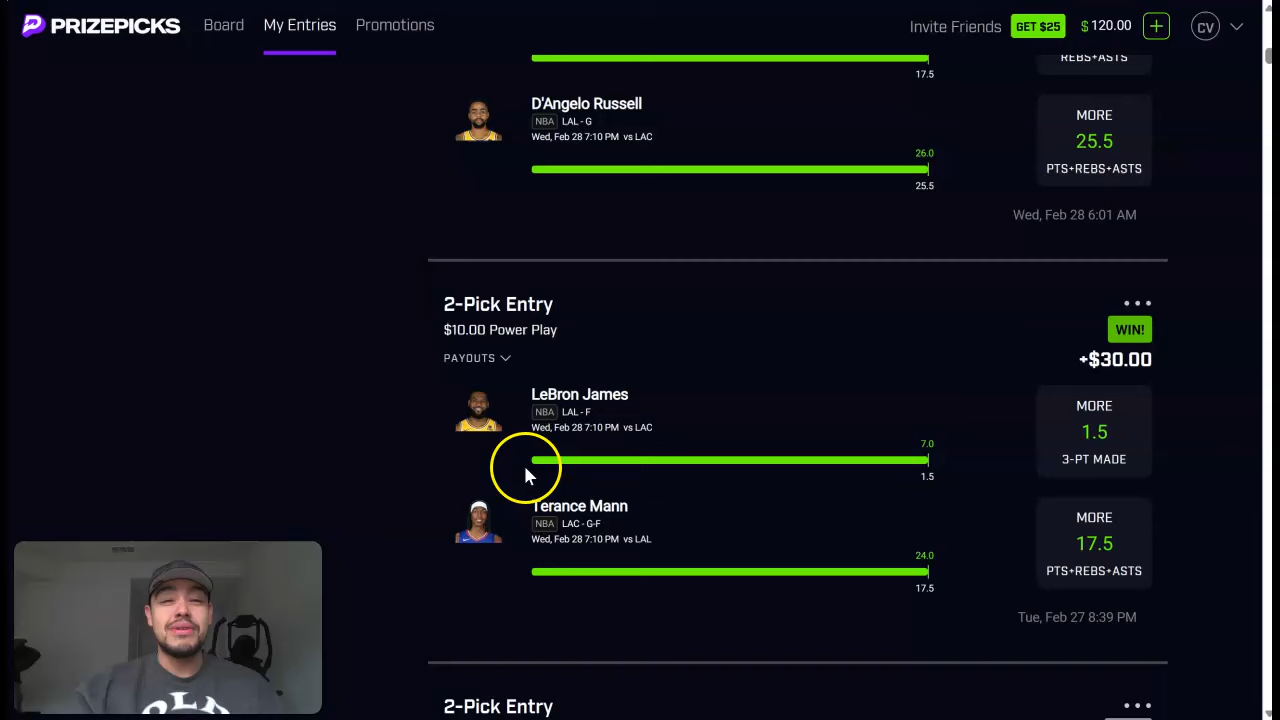 PRIZEPICKS Board My Entries Promotions Invite Friends GET $25 $ 120.00 + CV
REBS+ASTS
17.5
D'Angelo Russell
NBA LAL - G
Wed, Feb 28 7:10 PM vs LAC
26.0
25.5
MORE
25.5
PTS+REBS+ASTS
Wed, Feb 28 6:01 AM
2-Pick Entry
$10.00 Power Play
WIN!
PAYOUTS
+$30.00
LeBron James
NBA LAL - F
Wed, Feb 28 7:10 PM vs LAC
7.0
1.5
MORE
1.5
3-PT MADE
Terance Mann
NBA LAC - G-F
Wed, Feb 28 7:10 PM vs LAL
24.0
17.5
MORE
17.5
PTS+REBS+ASTS
Tue, Feb 27 8:39 PM
2-Pick Entry